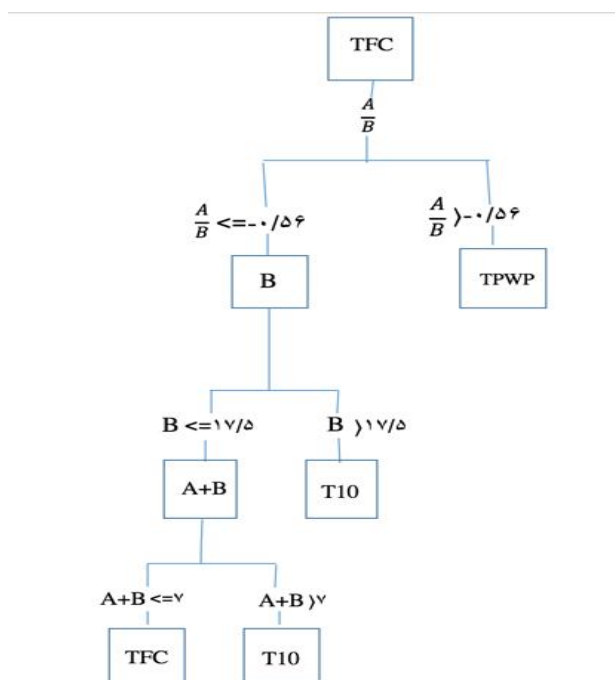 TFC
A/B
A/B <=-۰/۵۶ A/B ⟩-۰/۵۶
B TPWP
B <=۱۷/۵ B ⟩۱۷/۵
A+B T10
A+B <=۷ A+B ⟩۷
TFC T10